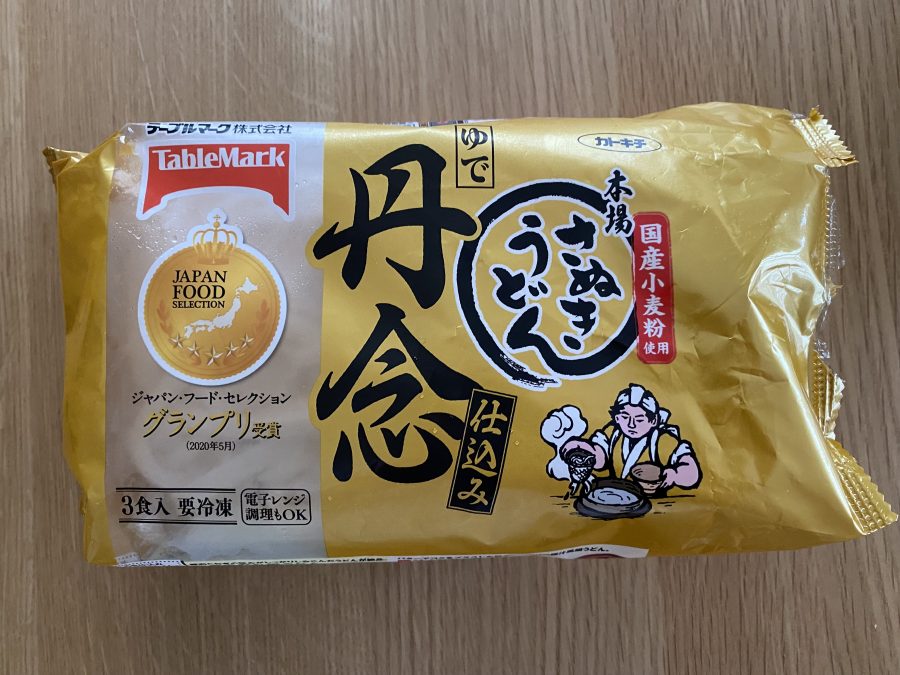 テーブルマーク株式会社
TableMark
JAPAN
FOOD
SELECTION
ジャパン・フード・セレクション
グランプリ受賞
(2020年5月)
3食入 要冷凍
電子レンジ
調理もOK
ゆで
丹念
仕込み
カトキチ
本場
さぬき
うどん
国産小麦粉使用